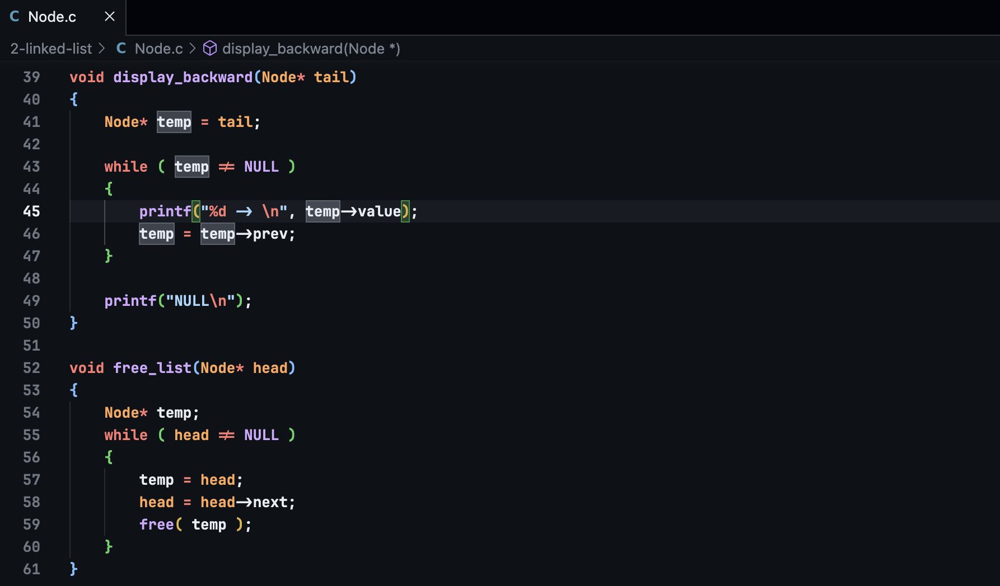 C Node.c ×
2-linked-list > C Node.c > display_backward(Node *)
39 void display_backward(Node* tail)
40 {
41     Node* temp = tail;
42
43     while ( temp != NULL )
44     {
45         printf("%d -> \n", temp->value);
46         temp = temp->prev;
47     }
48
49     printf("NULL\n");
50 }
51
52 void free_list(Node* head)
53 {
54     Node* temp;
55     while ( head != NULL )
56     {
57         temp = head;
58         head = head->next;
59         free( temp );
60     }
61 }